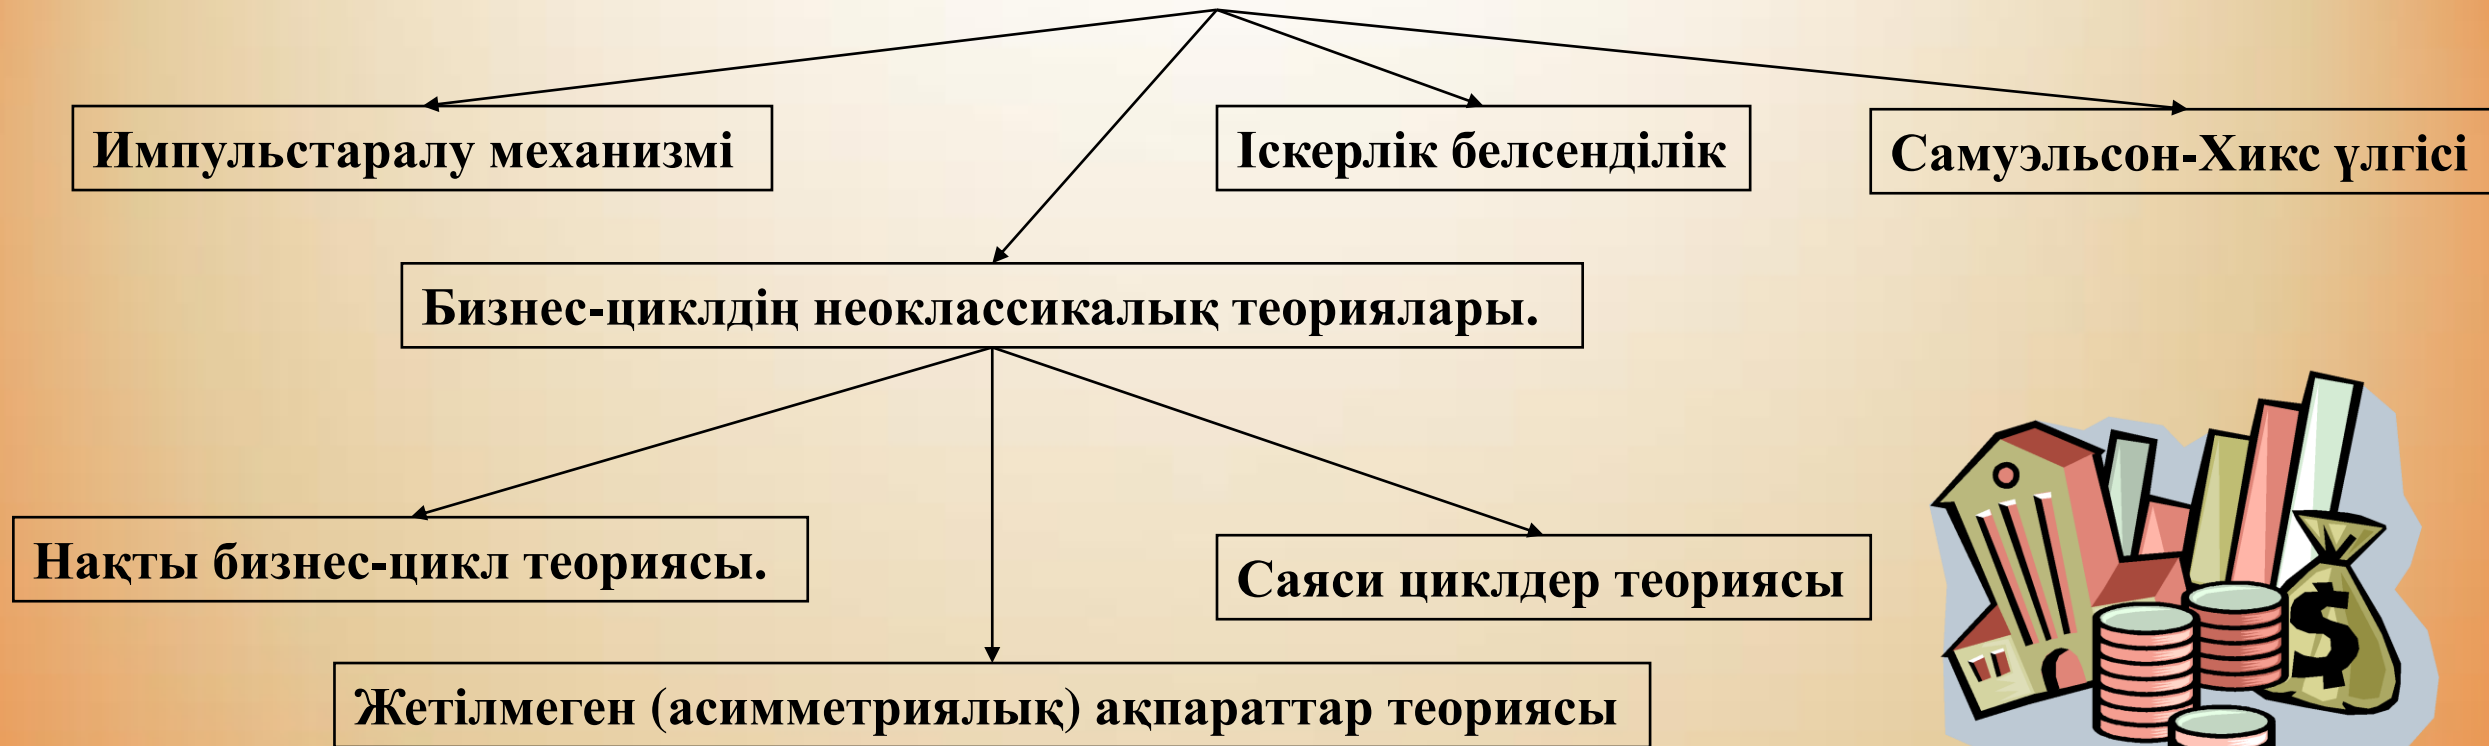 Импульстаралу механизмі
Іскерлік белсенділік
Самуэльсон-Хикс үлгісі
Бизнес-циклдің неоклассикалық теориялары.
Нақты бизнес-цикл теориясы.
Саяси циклдер теориясы
Жетілмеген (асимметриялық) ақпараттар теориясы
$